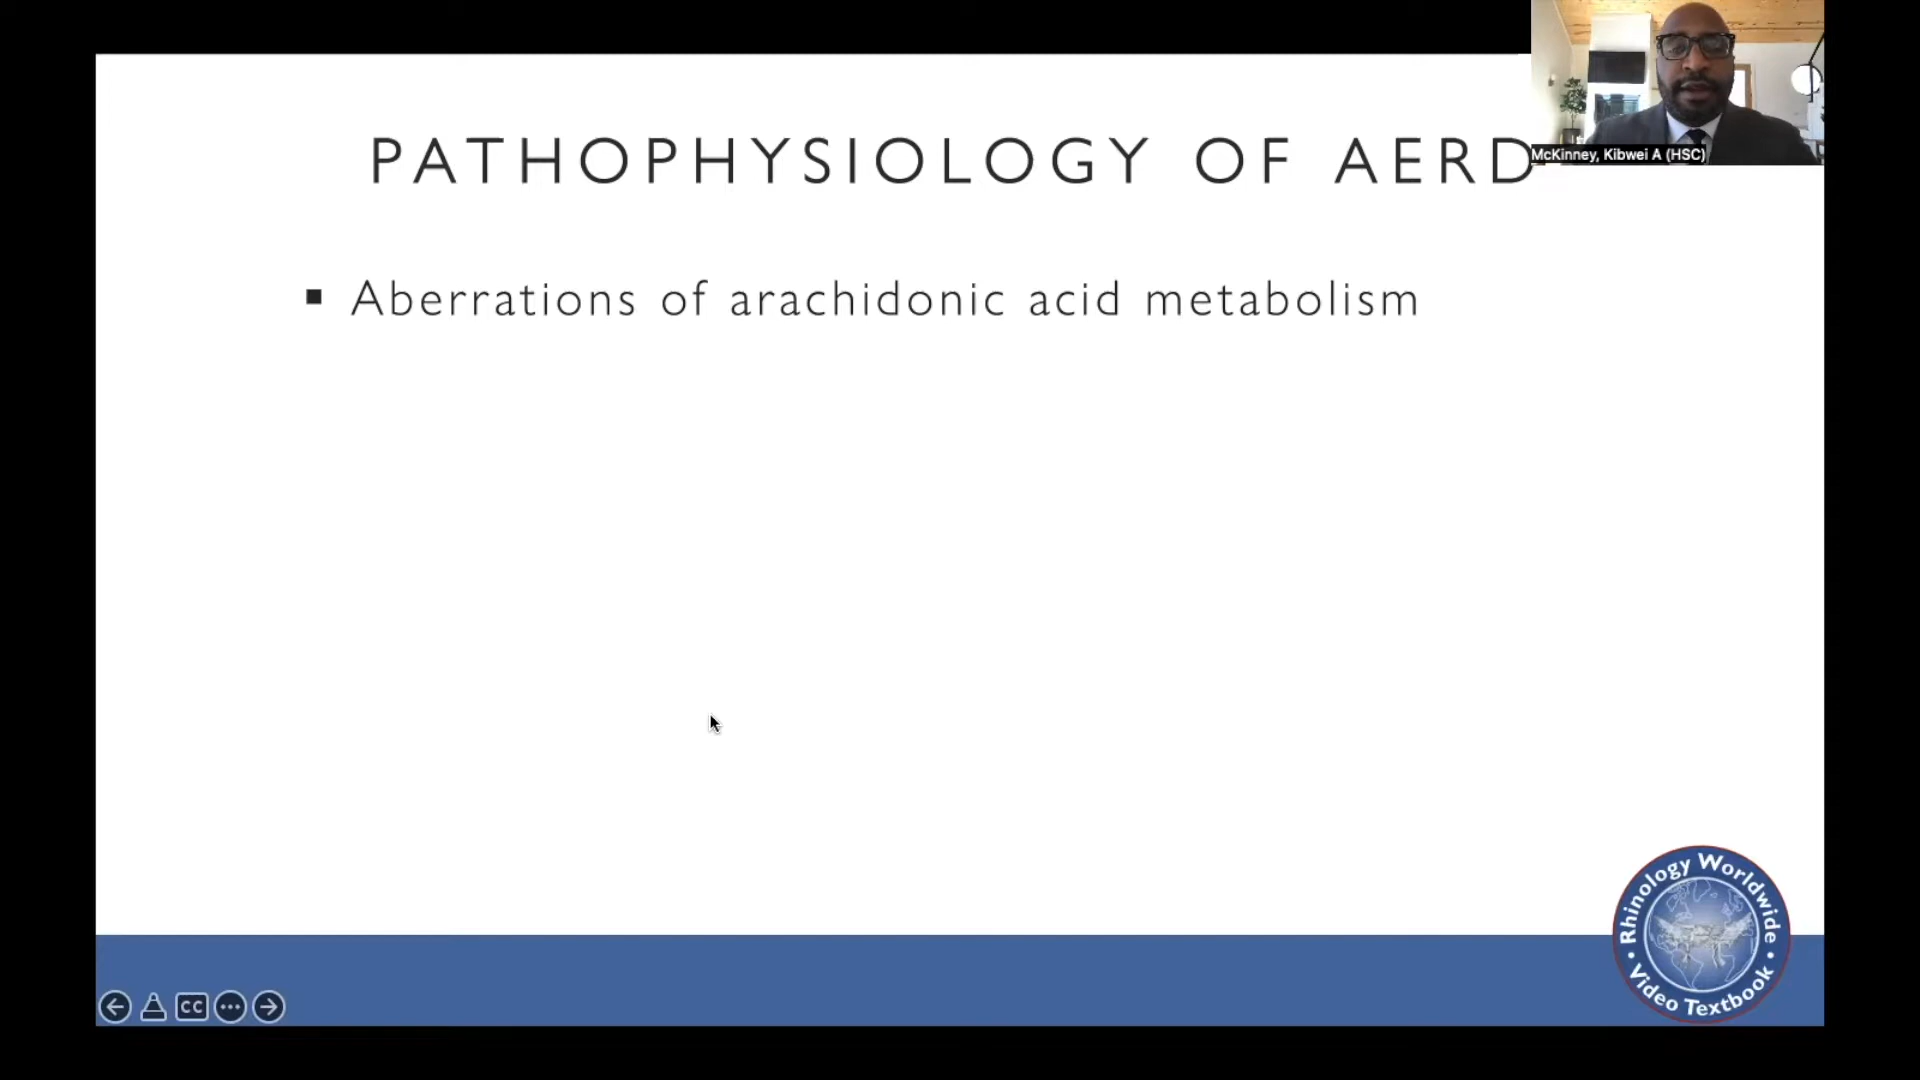 PATHOPHYSIOLOGY OF AERD
McKinney, Kibwei A (HSC)
▪ Aberrations of arachidonic acid metabolism
Rhinology Worldwide
• Video Textbook •
CC